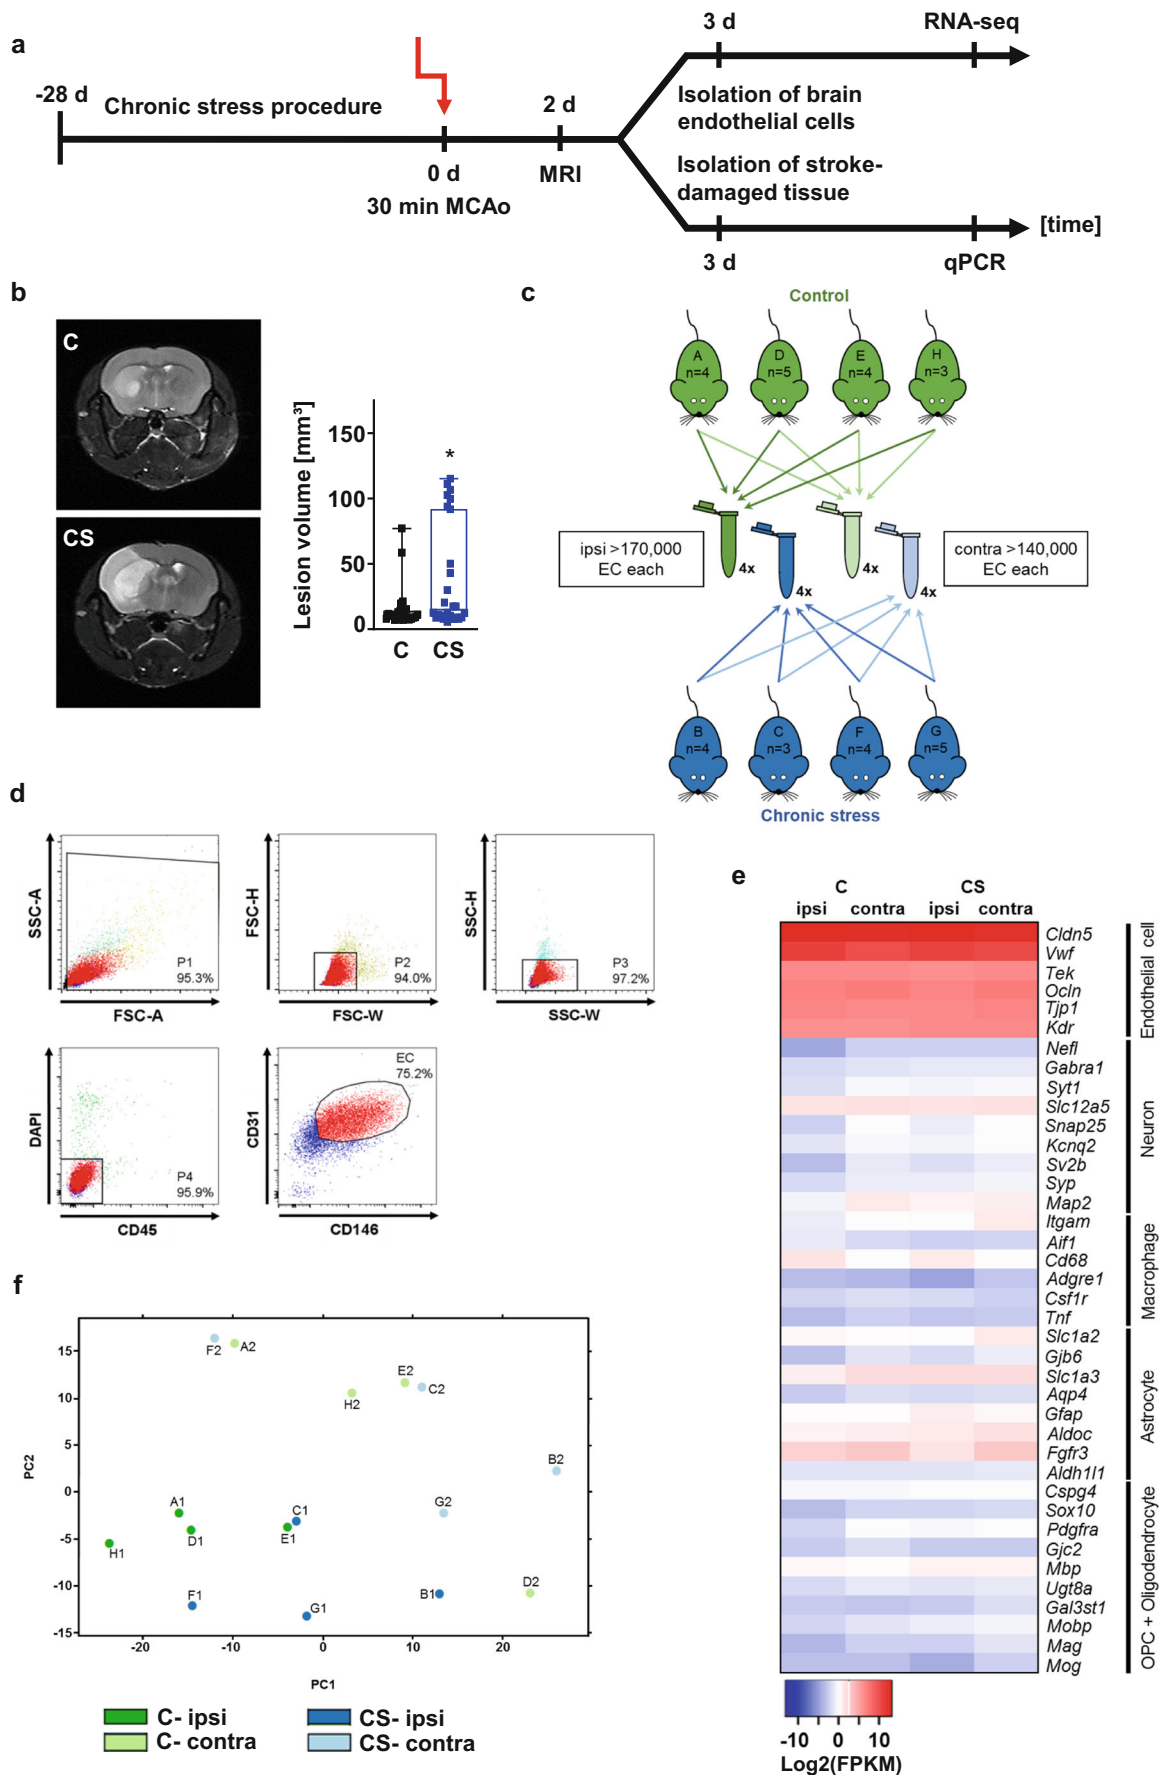 a
-28 d
Chronic stress procedure
0 d
30 min MCAo
2 d
MRI
3 d
RNA-seq
Isolation of brain
endothelial cells
Isolation of stroke-
damaged tissue
[time]
3 d
qPCR
b
C
CS
Lesion volume [mm³]
150
100
50
0
*
C
CS
c
Control
A
n=4
D
n=5
E
n=4
H
n=3
ipsi >170,000
EC each
4x
4x
4x
4x
contra >140,000
EC each
B
n=4
C
n=3
F
n=4
G
n=5
Chronic stress
d
SSC-A
P1
95.3%
FSC-A
FSC-H
P2
94.0%
FSC-W
SSC-H
P3
97.2%
SSC-W
DAPI
P4
95.9%
CD45
CD31
EC
75.2%
CD146
e
C
CS
ipsi
contra
ipsi
contra
Cldn5
Vwf
Tek
Ocln
Tjp1
Kdr
Nefl
Gabra1
Syt1
Slc12a5
Snap25
Kcnq2
Sv2b
Syp
Map2
Itgam
Aif1
Cd68
Adgre1
Csf1r
Tnf
Slc1a2
Gjb6
Slc1a3
Aqp4
Gfap
Aldoc
Fgfr3
Aldh1l1
Cspg4
Sox10
Pdgfra
Gjc2
Mbp
Ugt8a
Gal3st1
Mobp
Mag
Mog
Endothelial cell
Neuron
Macrophage
Astrocyte
OPC + Oligodendrocyte
-10
0
10
Log2(FPKM)
f
PC2
15
10
5
0
-5
-10
-15
F2
A2
E2
C2
H2
B2
G2
A1
D1
H1
C1
E1
F1
G1
B1
D2
-20
-10
0
10
20
PC1
C- ipsi
C- contra
CS- ipsi
CS- contra